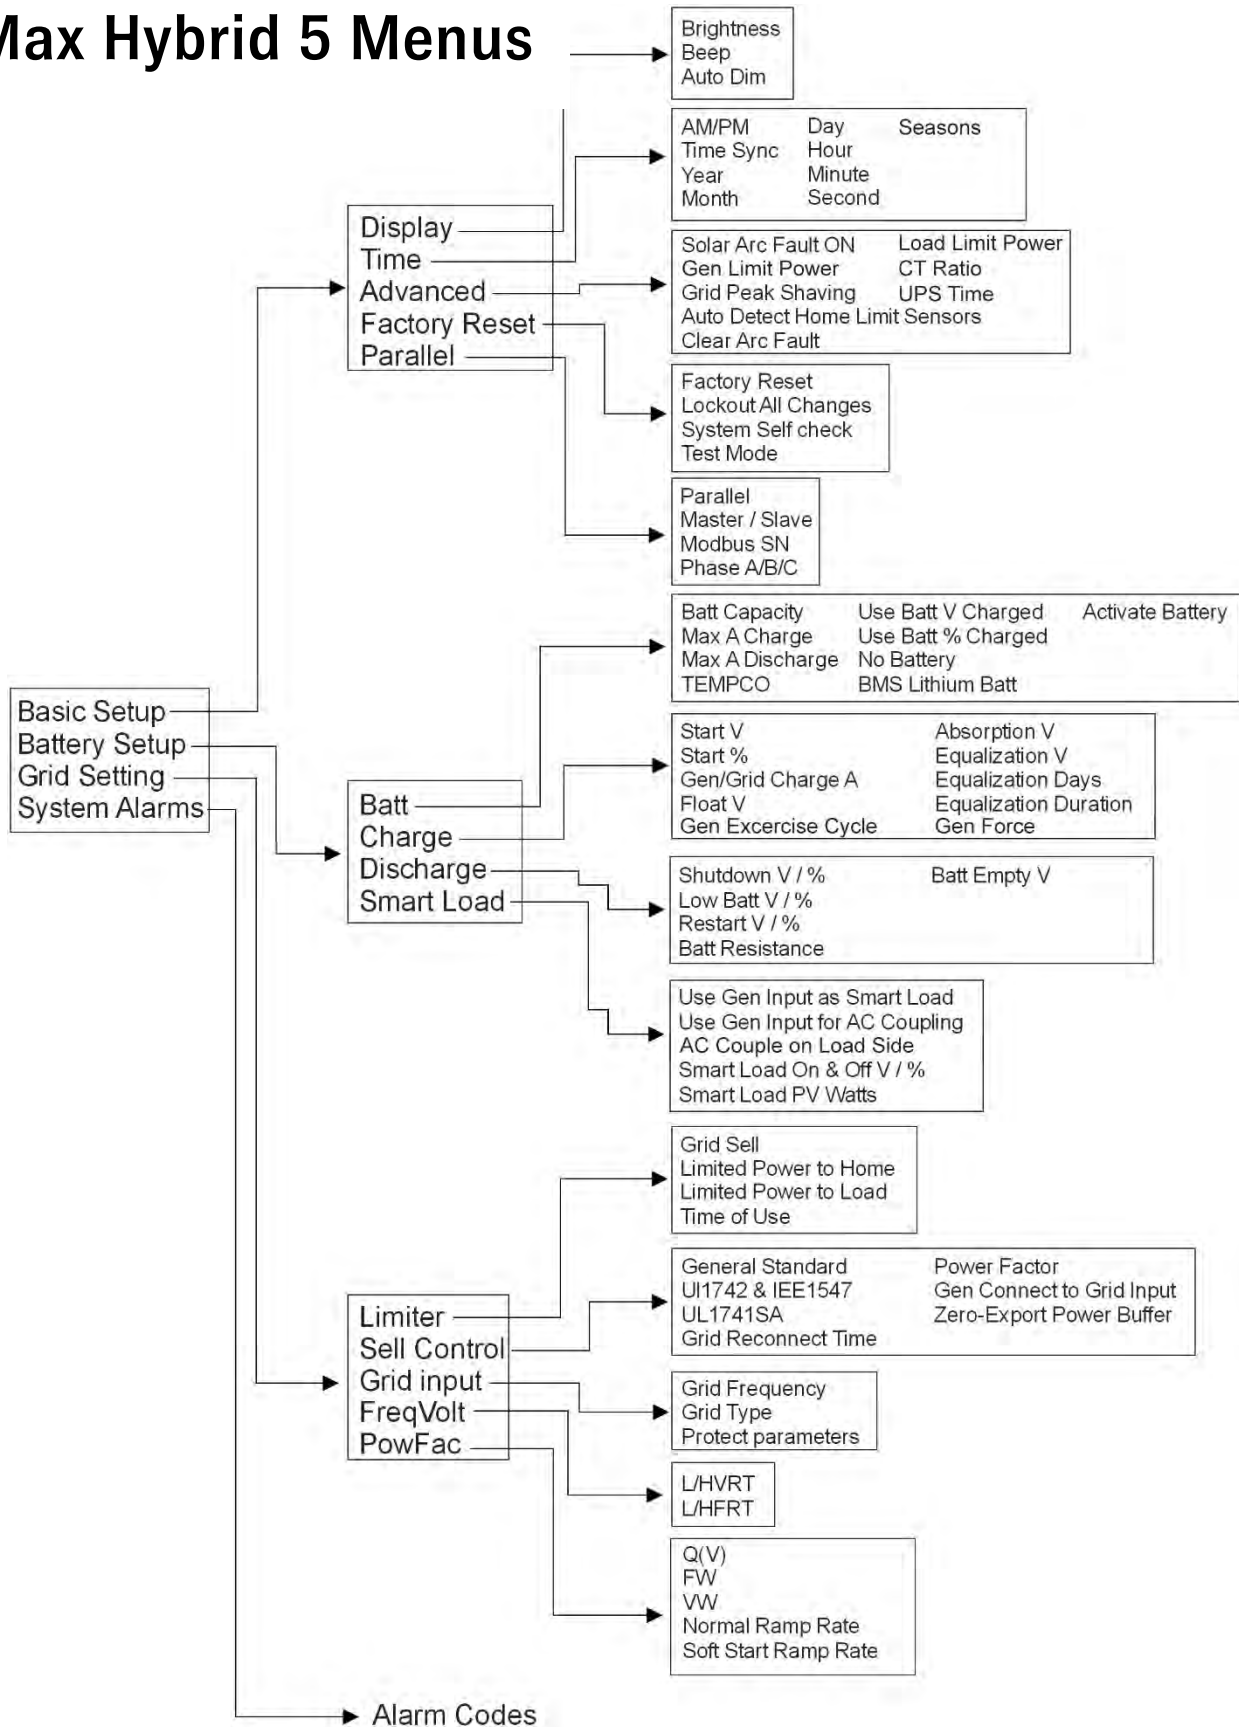 Max Hybrid 5 Menus
Brightness
Beep
Auto Dim
AM/PM Day Seasons
Time Sync Hour
Year Minute
Month Second
Display
Time
Advanced
Factory Reset
Parallel
Solar Arc Fault ON Load Limit Power
Gen Limit Power CT Ratio
Grid Peak Shaving UPS Time
Auto Detect Home Limit Sensors
Clear Arc Fault
Factory Reset
Lockout All Changes
System Self check
Test Mode
Parallel
Master / Slave
Modbus SN
Phase A/B/C
Basic Setup
Battery Setup
Grid Setting
System Alarms
Batt Capacity Use Batt V Charged Activate Battery
Max A Charge Use Batt % Charged
Max A Discharge No Battery
TEMPCO BMS Lithium Batt
Batt
Charge
Discharge
Smart Load
Start V Absorption V
Start % Equalization V
Gen/Grid Charge A Equalization Days
Float V Equalization Duration
Gen Excercise Cycle Gen Force
Shutdown V / % Batt Empty V
Low Batt V / %
Restart V / %
Batt Resistance
Use Gen Input as Smart Load
Use Gen Input for AC Coupling
AC Couple on Load Side
Smart Load On & Off V / %
Smart Load PV Watts
Grid Sell
Limited Power to Home
Limited Power to Load
Time of Use
Limiter
Sell Control
Grid input
FreqVolt
PowFac
General Standard Power Factor
UI1742 & IEE1547 Gen Connect to Grid Input
UL1741SA Zero-Export Power Buffer
Grid Reconnect Time
Grid Frequency
Grid Type
Protect parameters
L/HVRT
L/HFRT
Q(V)
FW
VW
Normal Ramp Rate
Soft Start Ramp Rate
Alarm Codes